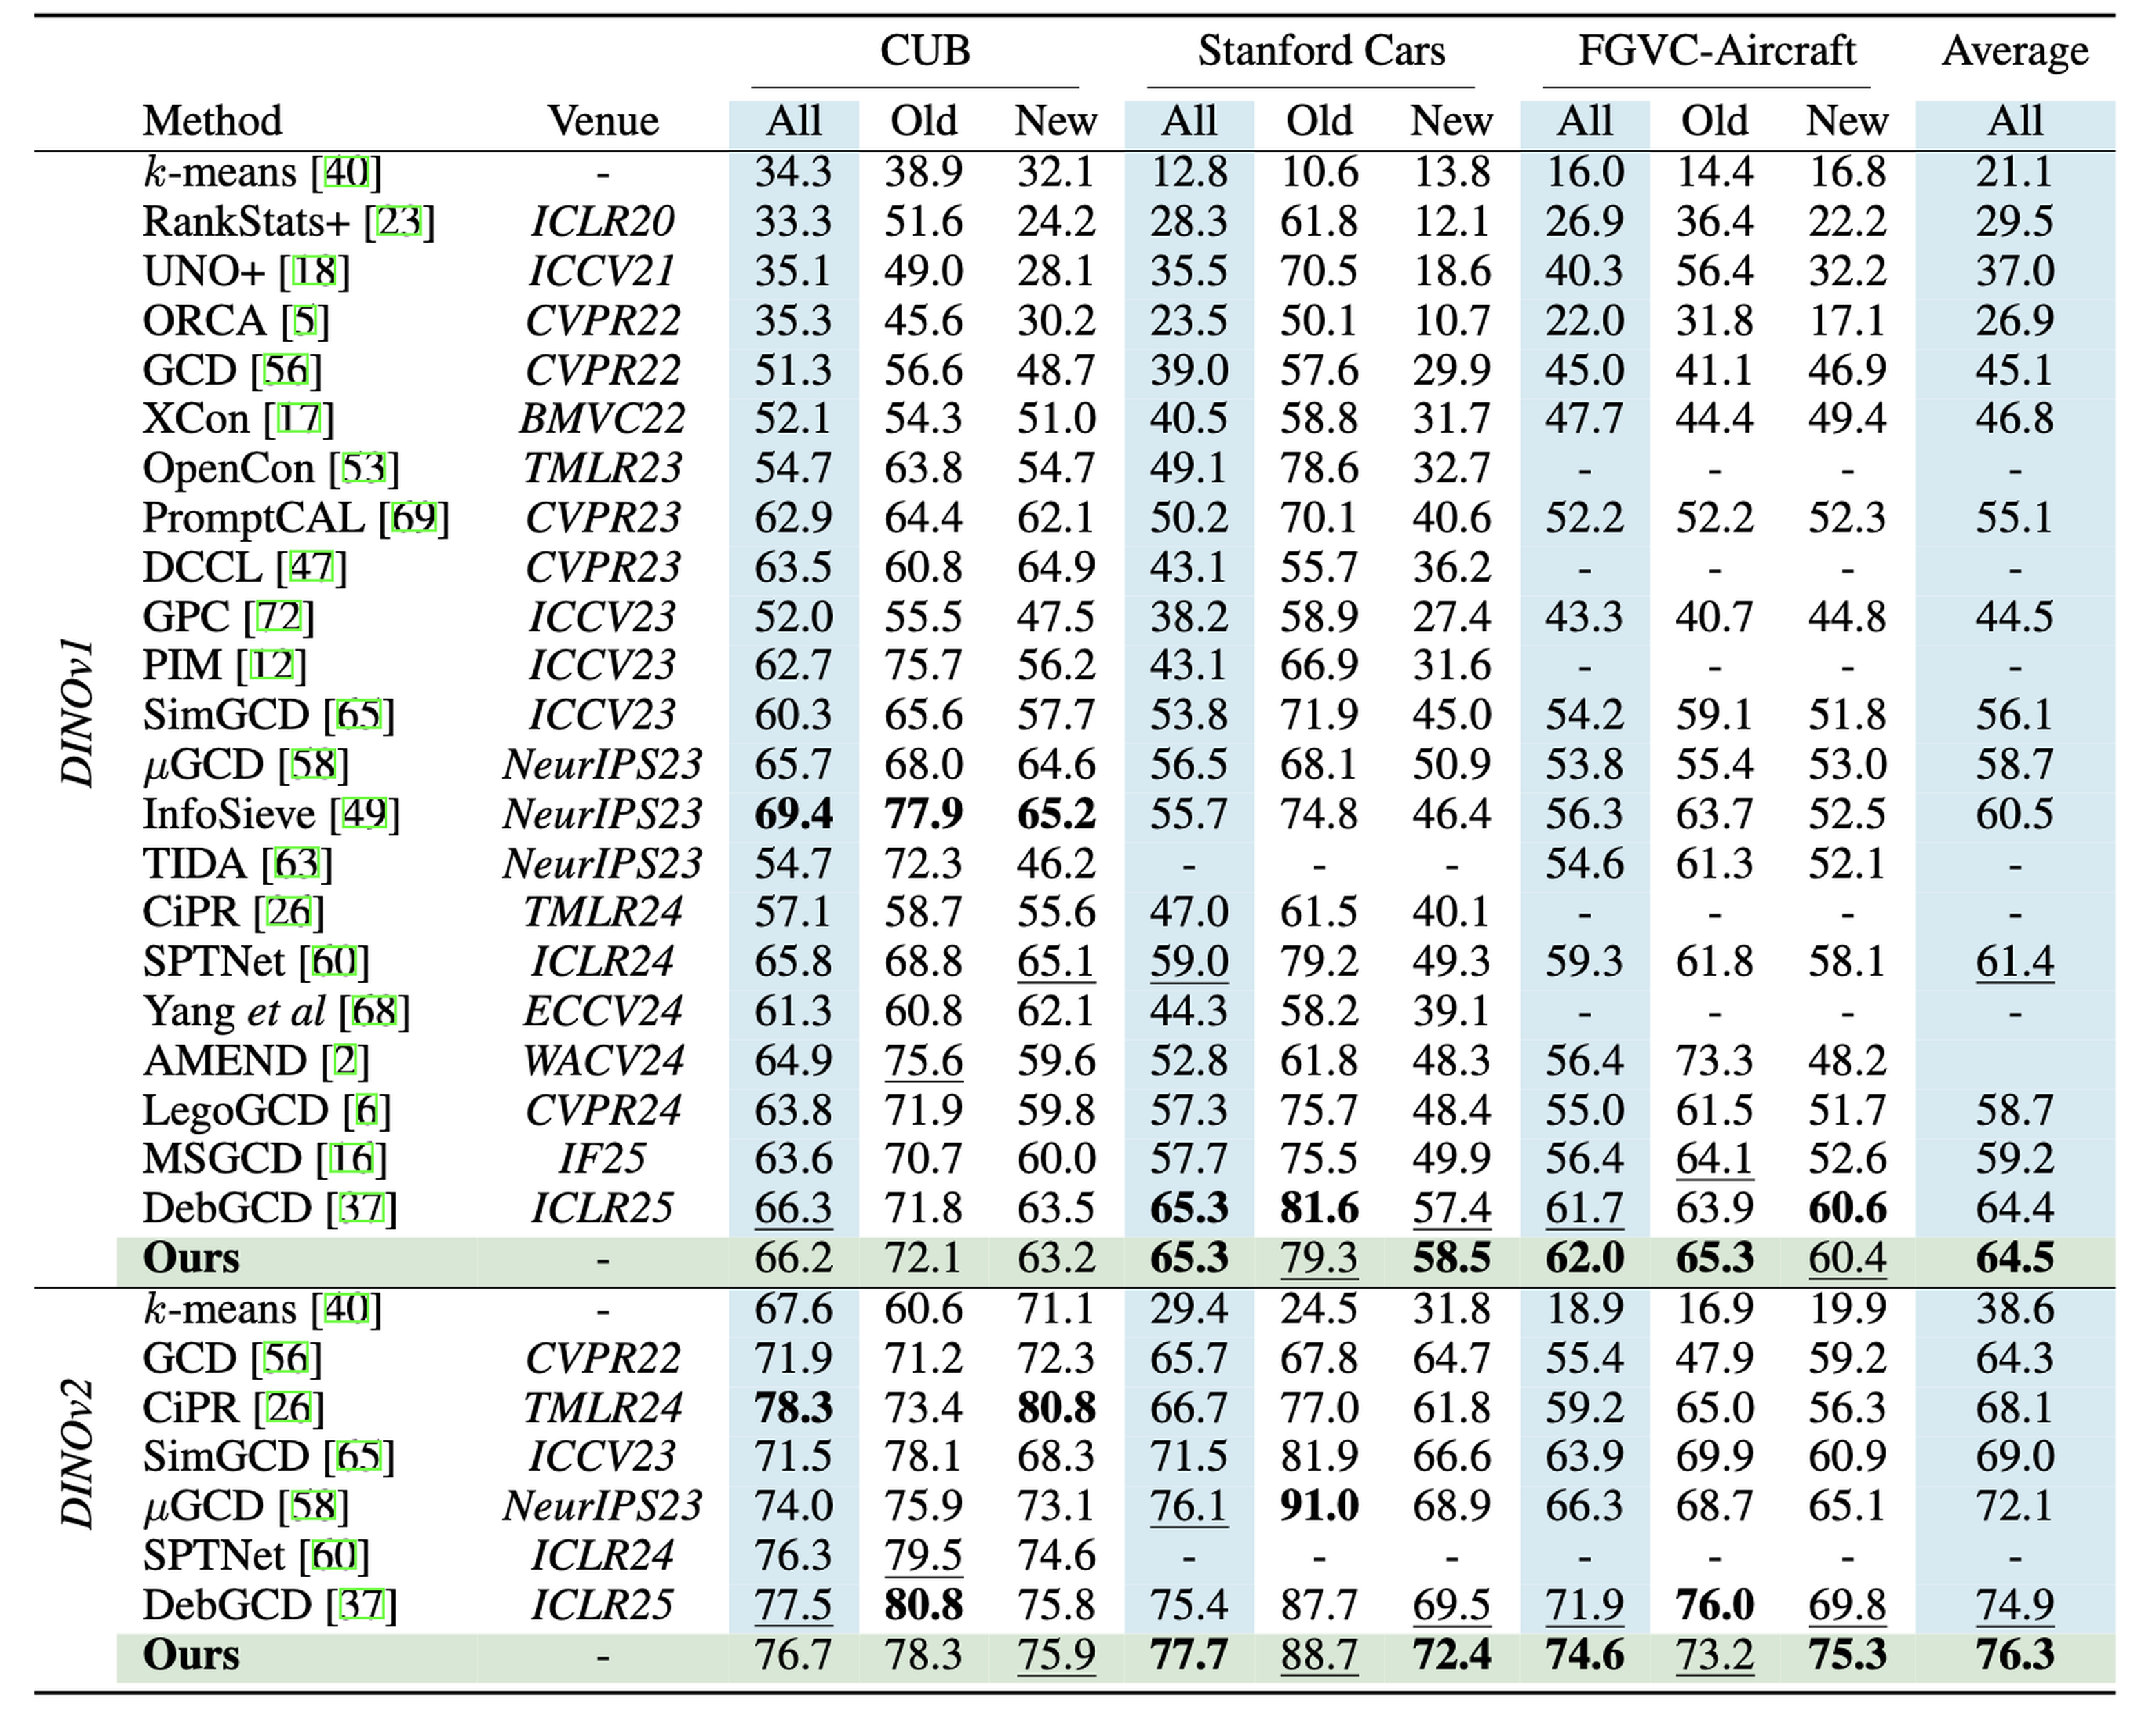 CUB Stanford Cars FGVC-Aircraft Average
Method Venue All Old New All Old New All Old New All
DINOv1
k-means [40] - 34.3 38.9 32.1 12.8 10.6 13.8 16.0 14.4 16.8 21.1
RankStats+ [23] ICLR20 33.3 51.6 24.2 28.3 61.8 12.1 26.9 36.4 22.2 29.5
UNO+ [18] ICCV21 35.1 49.0 28.1 35.5 70.5 18.6 40.3 56.4 32.2 37.0
ORCA [5] CVPR22 35.3 45.6 30.2 23.5 50.1 10.7 22.0 31.8 17.1 26.9
GCD [56] CVPR22 51.3 56.6 48.7 39.0 57.6 29.9 45.0 41.1 46.9 45.1
XCon [17] BMVC22 52.1 54.3 51.0 40.5 58.8 31.7 47.7 44.4 49.4 46.8
OpenCon [53] TMLR23 54.7 63.8 54.7 49.1 78.6 32.7 - - - -
PromptCAL [69] CVPR23 62.9 64.4 62.1 50.2 70.1 40.6 52.2 52.2 52.3 55.1
DCCL [47] CVPR23 63.5 60.8 64.9 43.1 55.7 36.2 - - - -
GPC [72] ICCV23 52.0 55.5 47.5 38.2 58.9 27.4 43.3 40.7 44.8 44.5
PIM [12] ICCV23 62.7 75.7 56.2 43.1 66.9 31.6 - - - -
SimGCD [65] ICCV23 60.3 65.6 57.7 53.8 71.9 45.0 54.2 59.1 51.8 56.1
μGCD [58] NeurIPS23 65.7 68.0 64.6 56.5 68.1 50.9 53.8 55.4 53.0 58.7
InfoSieve [49] NeurIPS23 69.4 77.9 65.2 55.7 74.8 46.4 56.3 63.7 52.5 60.5
TIDA [63] NeurIPS23 54.7 72.3 46.2 - - - 54.6 61.3 52.1 -
CiPR [26] TMLR24 57.1 58.7 55.6 47.0 61.5 40.1 - - - -
SPTNet [60] ICLR24 65.8 68.8 65.1 59.0 79.2 49.3 59.3 61.8 58.1 61.4
Yang et al [68] ECCV24 61.3 60.8 62.1 44.3 58.2 39.1 - - - -
AMEND [2] WACV24 64.9 75.6 59.6 52.8 61.8 48.3 56.4 73.3 48.2
LegoGCD [6] CVPR24 63.8 71.9 59.8 57.3 75.7 48.4 55.0 61.5 51.7 58.7
MSGCD [16] IF25 63.6 70.7 60.0 57.7 75.5 49.9 56.4 64.1 52.6 59.2
DebGCD [37] ICLR25 66.3 71.8 63.5 65.3 81.6 57.4 61.7 63.9 60.6 64.4
Ours - 66.2 72.1 63.2 65.3 79.3 58.5 62.0 65.3 60.4 64.5
DINOv2
k-means [40] - 67.6 60.6 71.1 29.4 24.5 31.8 18.9 16.9 19.9 38.6
GCD [56] CVPR22 71.9 71.2 72.3 65.7 67.8 64.7 55.4 47.9 59.2 64.3
CiPR [26] TMLR24 78.3 73.4 80.8 66.7 77.0 61.8 59.2 65.0 56.3 68.1
SimGCD [65] ICCV23 71.5 78.1 68.3 71.5 81.9 66.6 63.9 69.9 60.9 69.0
μGCD [58] NeurIPS23 74.0 75.9 73.1 76.1 91.0 68.9 66.3 68.7 65.1 72.1
SPTNet [60] ICLR24 76.3 79.5 74.6 - - - - - - -
DebGCD [37] ICLR25 77.5 80.8 75.8 75.4 87.7 69.5 71.9 76.0 69.8 74.9
Ours - 76.7 78.3 75.9 77.7 88.7 72.4 74.6 73.2 75.3 76.3